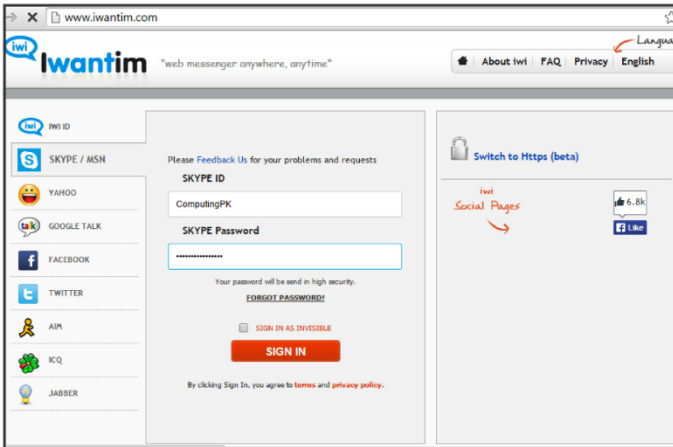 www.iwantim.com
Langua
iwi
Iwantim "web messenger anywhere, anytime"
About iwi FAQ Privacy English
iwi IWI ID
SKYPE / MSN
YAHOO
talk GOOGLE TALK
FACEBOOK
TWITTER
AIM
ICQ
JABBER
Please Feedback Us for your problems and requests
SKYPE ID
ComputingPK
SKYPE Password
Your password will be send in high security.
FORGOT PASSWORD!
SIGN IN AS INVISIBLE
SIGN IN
By clicking Sign In, you agree to terms and privacy policy.
Switch to Https (beta)
iwi
Social Pages
6.8k
Like